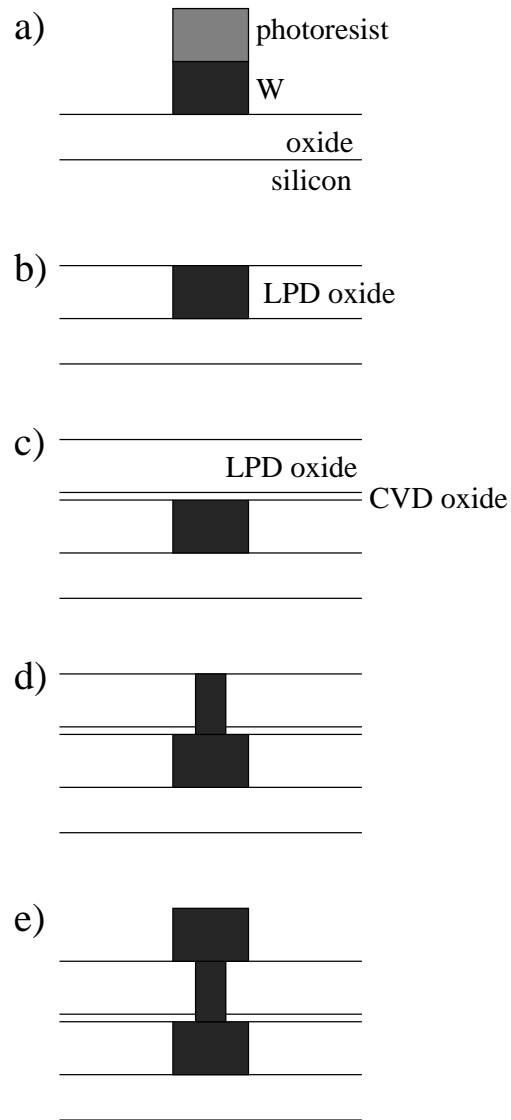 a)
photoresist
W
oxide
silicon
b)
LPD oxide
c)
LPD oxide
CVD oxide
d)
e)